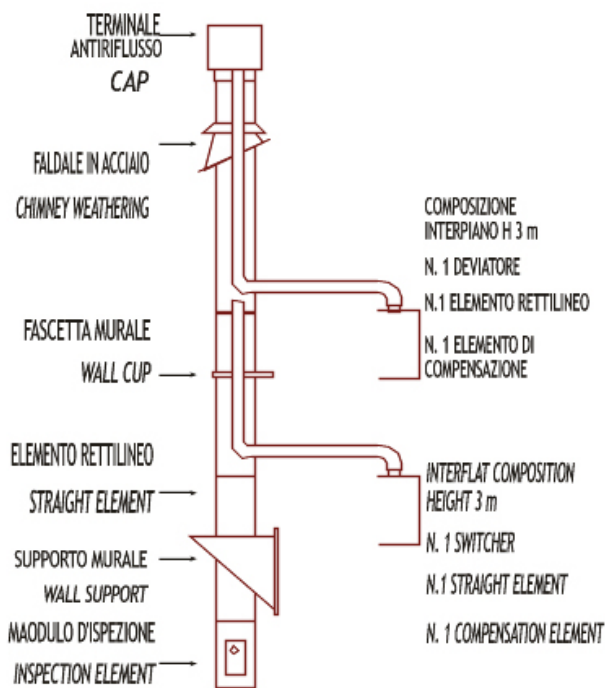 TERMINALE
ANTIRIFLUSSO
CAP
FALDALE IN ACCIAIO
CHIMNEY WEATHERING
FASCETTA MURALE
WALL CUP
ELEMENTO RETTILINEO
STRAIGHT ELEMENT
SUPPORTO MURALE
WALL SUPPORT
MAODULO D'ISPEZIONE
INSPECTION ELEMENT
COMPOSIZIONE
INTERPIANO H 3 m
N. 1 DEVIATORE
N.1 ELEMENTO RETTILINEO
N. 1 ELEMENTO DI
COMPENSAZIONE
INTERFLAT COMPOSITION
HEIGHT 3 m
N. 1 SWITCHER
N.1 STRAIGHT ELEMENT
N. 1 COMPENSATION ELEMENT